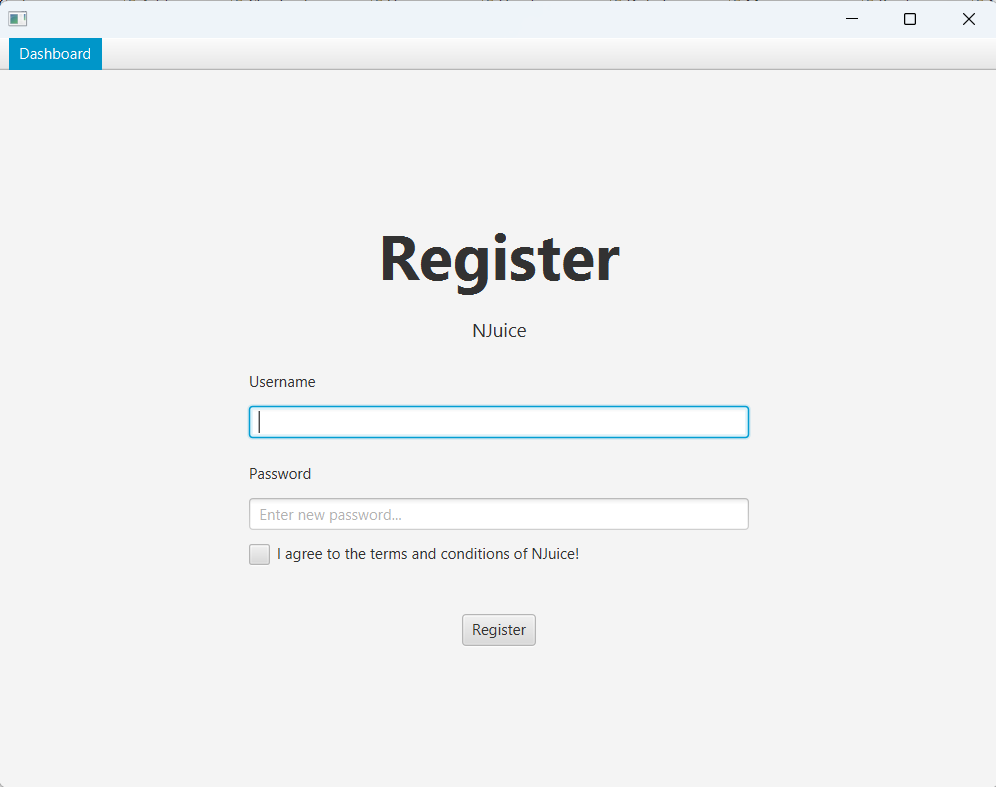 Dashboard
Register
NJuice
Username
Password
Enter new password...
I agree to the terms and conditions of NJuice!
Register